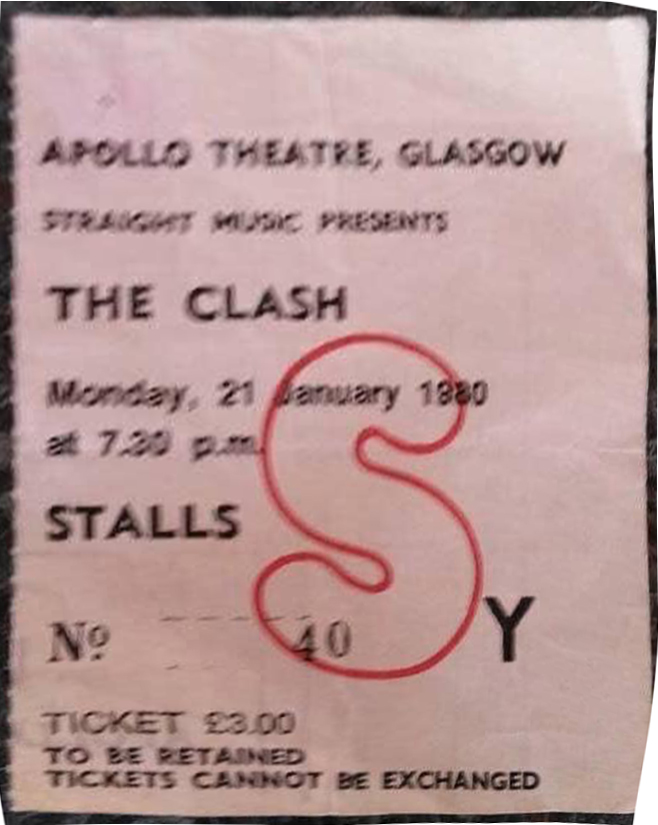 APOLLO THEATRE, GLASGOW
STRAIGHT MUSIC PRESENTS
THE CLASH
Monday, 21 January 1980
at 7.30 p.m.
STALLS
S
Nº 40 Y
TICKET £3.00
TO BE RETAINED
TICKETS CANNOT BE EXCHANGED